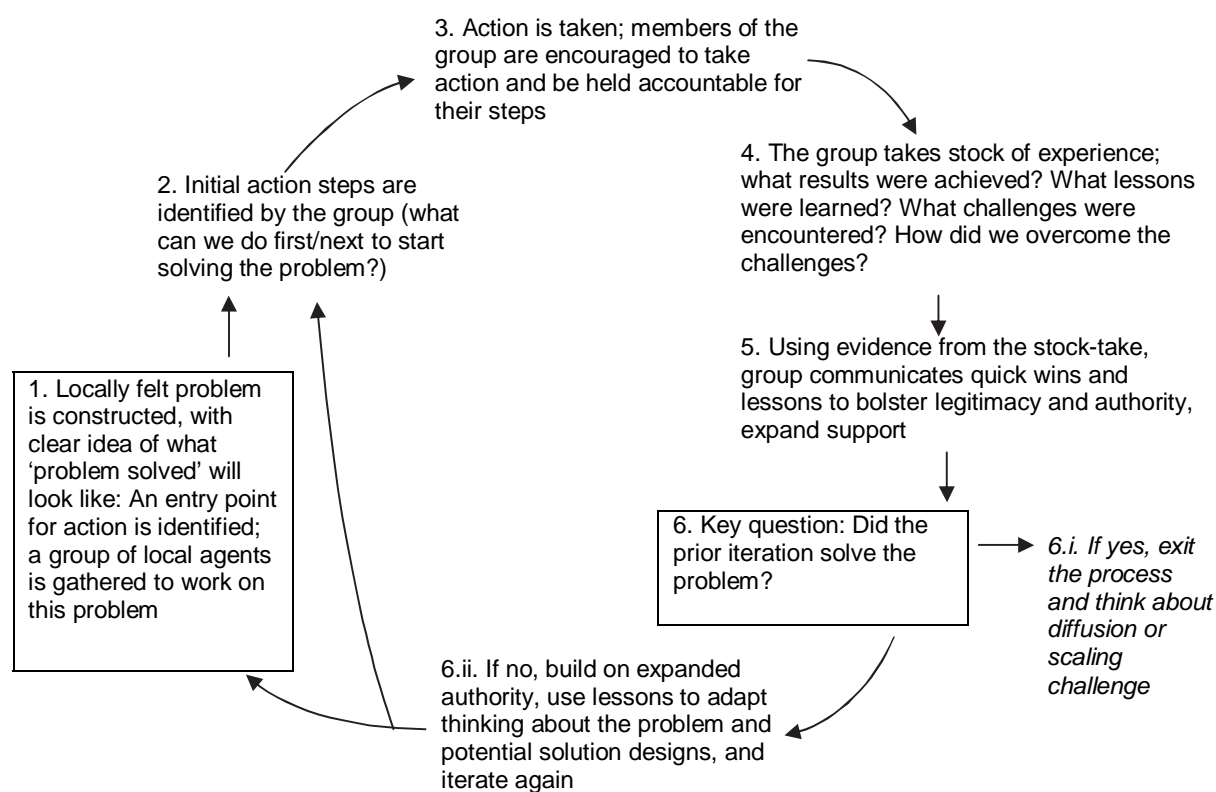 3. Action is taken; members of the
group are encouraged to take
action and be held accountable for
their steps
4. The group takes stock of experience;
what results were achieved? What lessons
were learned? What challenges were
encountered? How did we overcome the
challenges?
2. Initial action steps are
identified by the group (what
can we do first/next to start
solving the problem?)
5. Using evidence from the stock-take,
group communicates quick wins and
lessons to bolster legitimacy and authority,
expand support
1. Locally felt problem
is constructed, with
clear idea of what
‘problem solved’ will
look like: An entry point
for action is identified;
a group of local agents
is gathered to work on
this problem
6. Key question: Did the
prior iteration solve the
problem?
6.i. If yes, exit
the process
and think about
diffusion or
scaling
challenge
6.ii. If no, build on expanded
authority, use lessons to adapt
thinking about the problem and
potential solution designs, and
iterate again